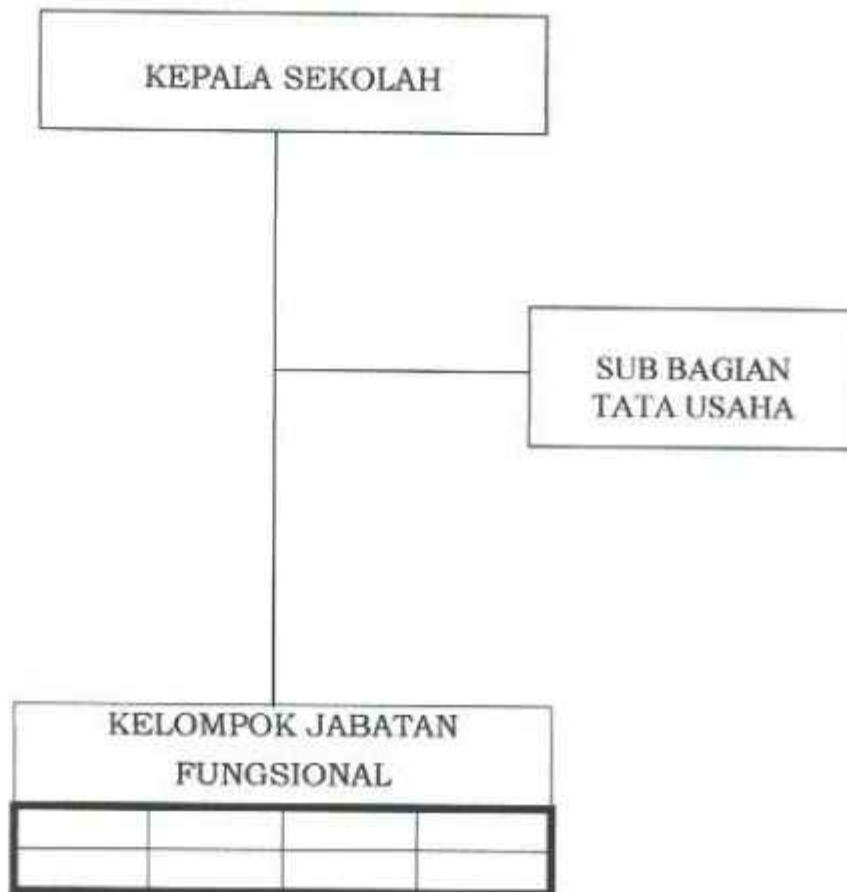 KEPALA SEKOLAH
SUB BAGIAN
TATA USAHA
KELOMPOK JABATAN
FUNGSIONAL